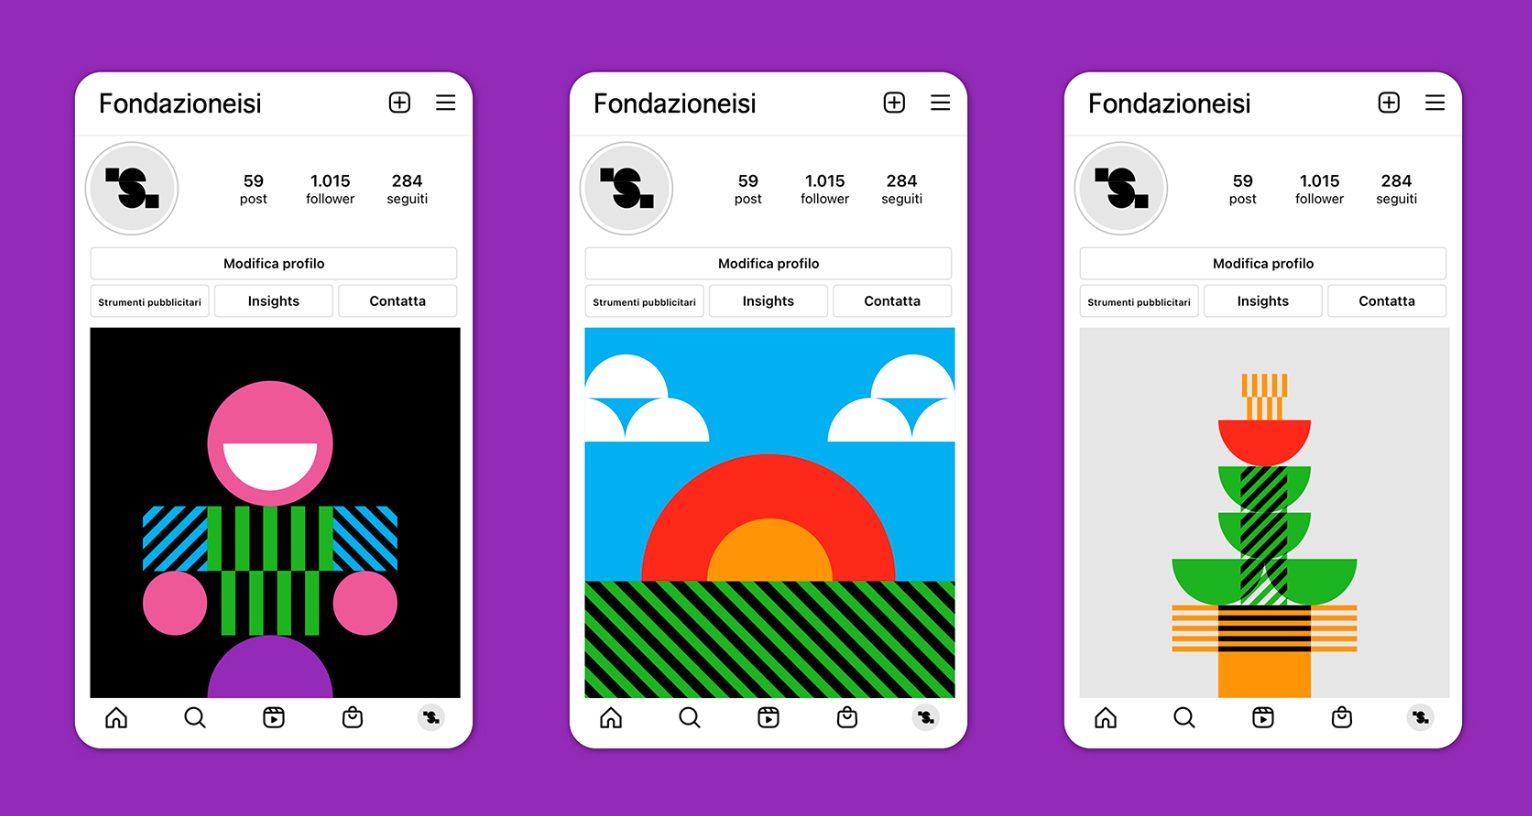 Fondazioneisi
59 1.015 284
post follower seguiti
Modifica profilo
Strumenti pubblicitari Insights Contatta
Fondazioneisi
59 1.015 284
post follower seguiti
Modifica profilo
Strumenti pubblicitari Insights Contatta
Fondazioneisi
59 1.015 284
post follower seguiti
Modifica profilo
Strumenti pubblicitari Insights Contatta